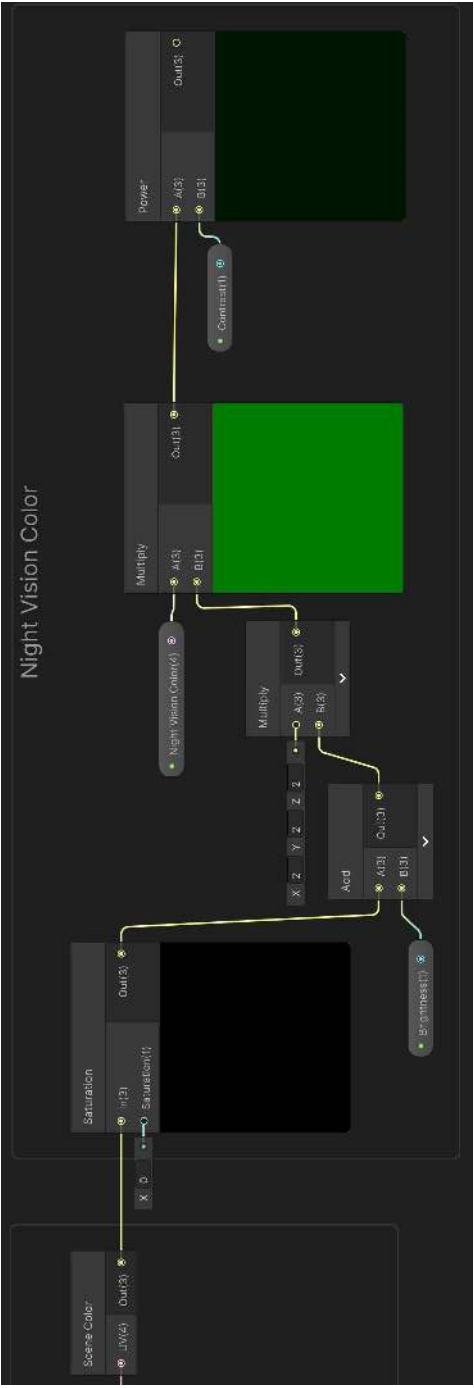 Night Vision Color
Scene Color
UV(4)
Out(3)
Saturation
In(3)
Out(3)
X 0
Saturation(1)
Add
A(3)
Out(3)
B(3)
Brightness(1)
Multiply
X 2 Y 2 Z 2
A(3)
Out(3)
B(3)
Multiply
Night Vision Color(4)
A(3)
Out(3)
B(3)
Power
A(3)
Out(3)
B(3)
Contrast(1)